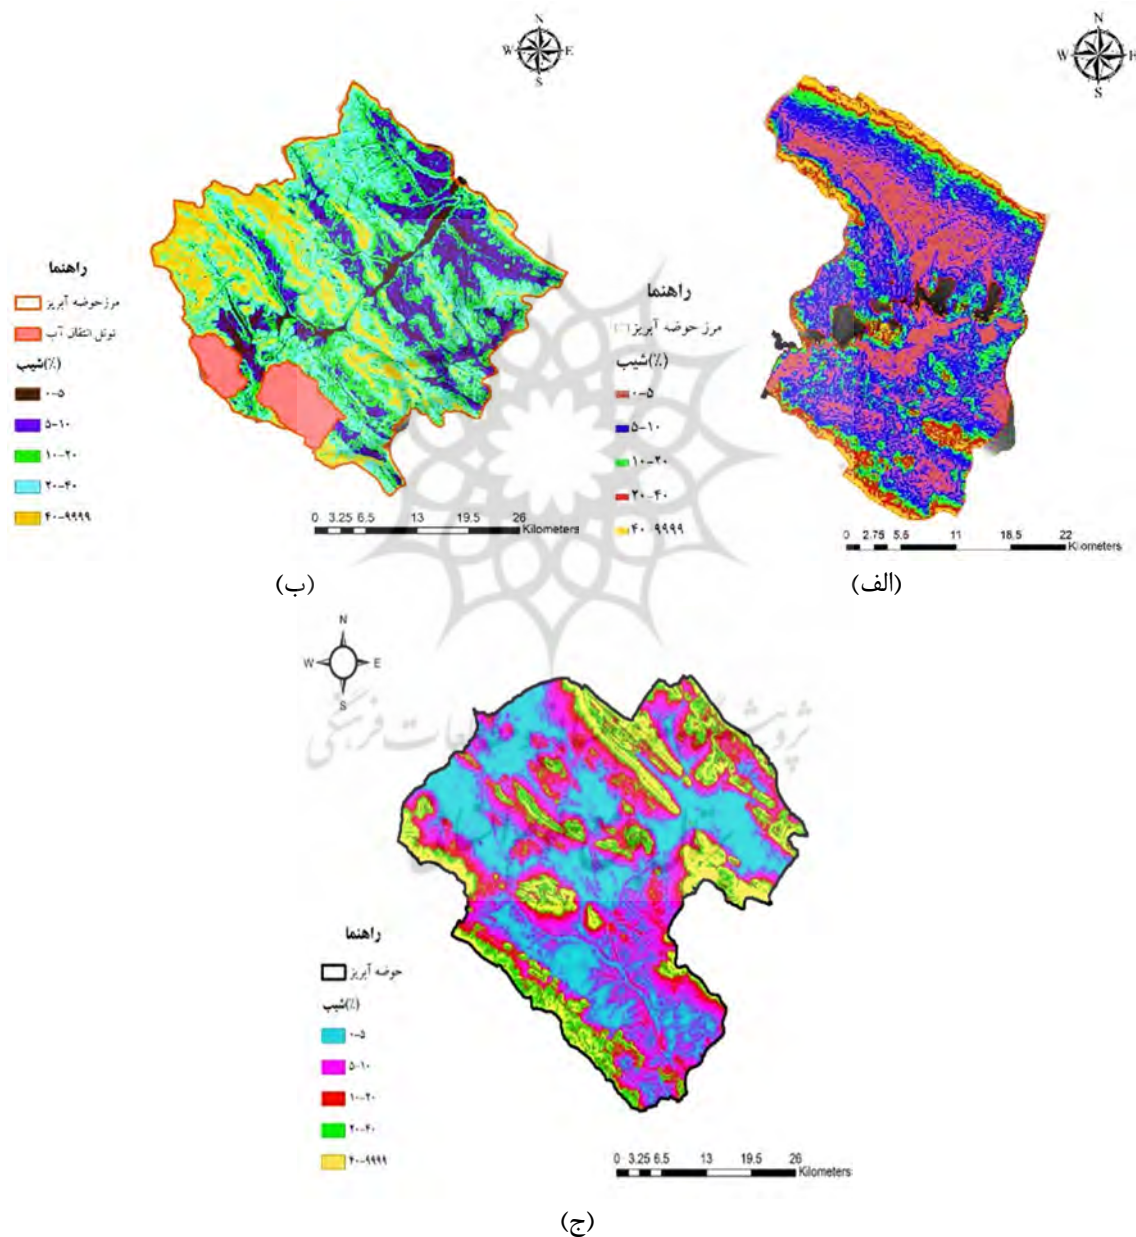 N
W E
S
راهنما
مرز حوضه آبریز
شیب(٪)
۰-۵
۵-۱۰
۱۰-۲۰
۲۰-۴۰
۴۰-۹۹۹۹
0 2.75 5.5 11 18.5 22
Kilometers
(الف)
N
W E
S
راهنما
مرز حوضه آبریز
تونل انتقال آب
شیب(٪)
۰-۵
۵-۱۰
۱۰-۲۰
۲۰-۴۰
۴۰-۹۹۹۹
0 3.25 6.5 13 19.5 26
Kilometers
(ب)
N
W E
S
فرهنگی
راهنما
حوضه آبریز
شیب(٪)
۰-۵
۵-۱۰
۱۰-۲۰
۲۰-۴۰
۴۰-۹۹۹۹
0 3.25 6.5 13 19.5 26
Kilometers
(ج)